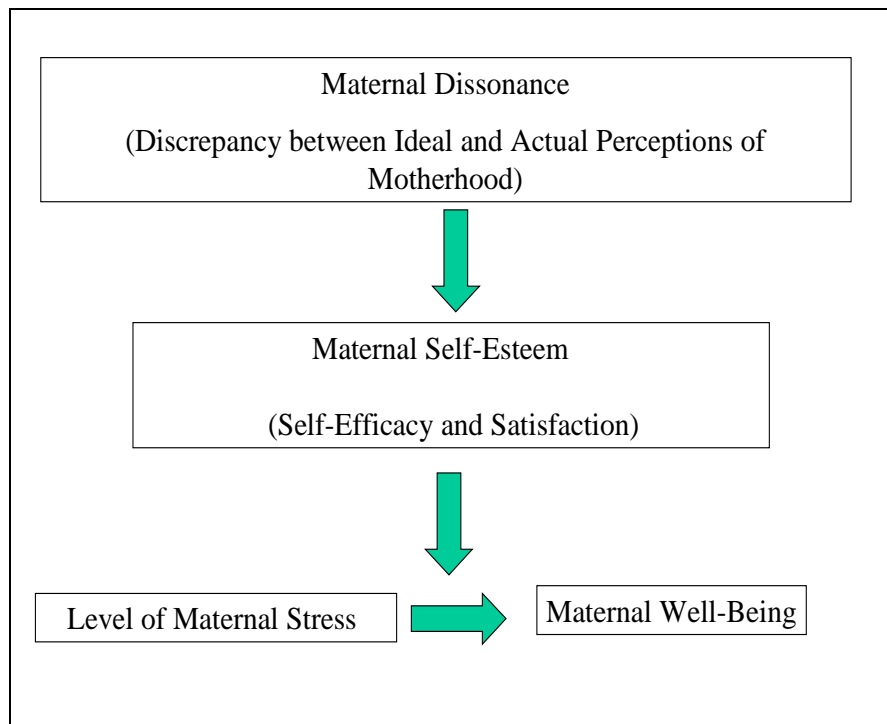 Maternal Dissonance
(Discrepancy between Ideal and Actual Perceptions of
Motherhood)
Maternal Self-Esteem
(Self-Efficacy and Satisfaction)
Level of Maternal Stress
Maternal Well-Being